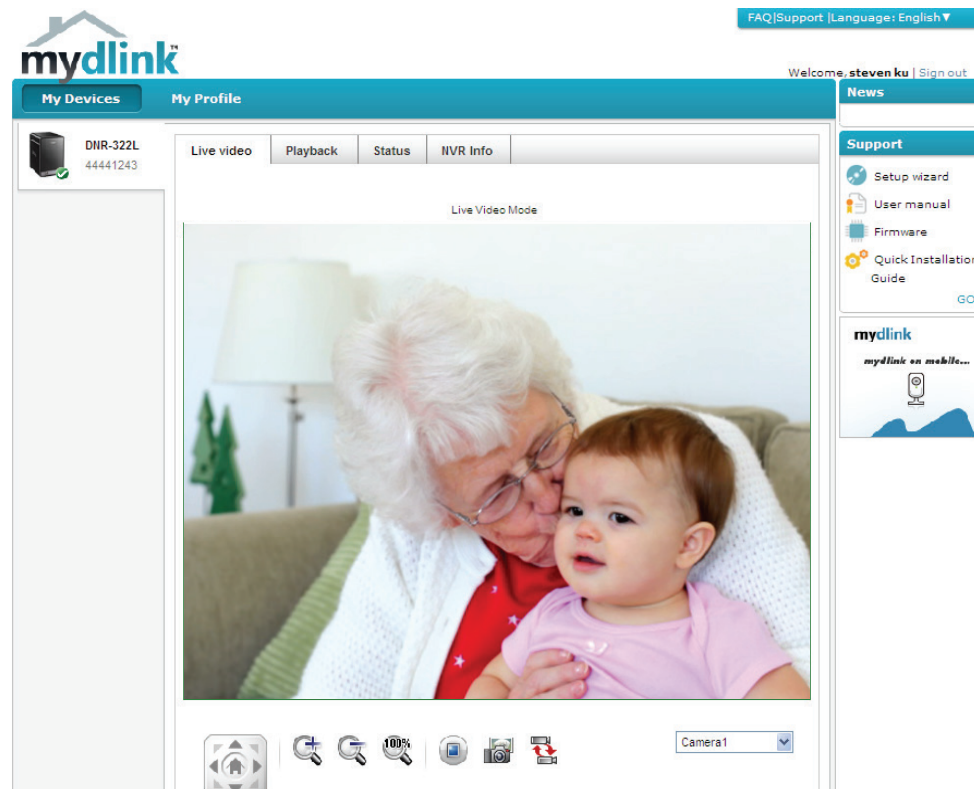 FAQ|Support |Language: English▼
mydlink™
Welcome, steven ku | Sign out
My Devices
My Profile
News
DNR-322L
44441243
Live video
Playback
Status
NVR Info
Support
Setup wizard
User manual
Firmware
Quick Installation
Guide
GO
Live Video Mode
mydlink
mydlink on mobile...
100%
Camera1